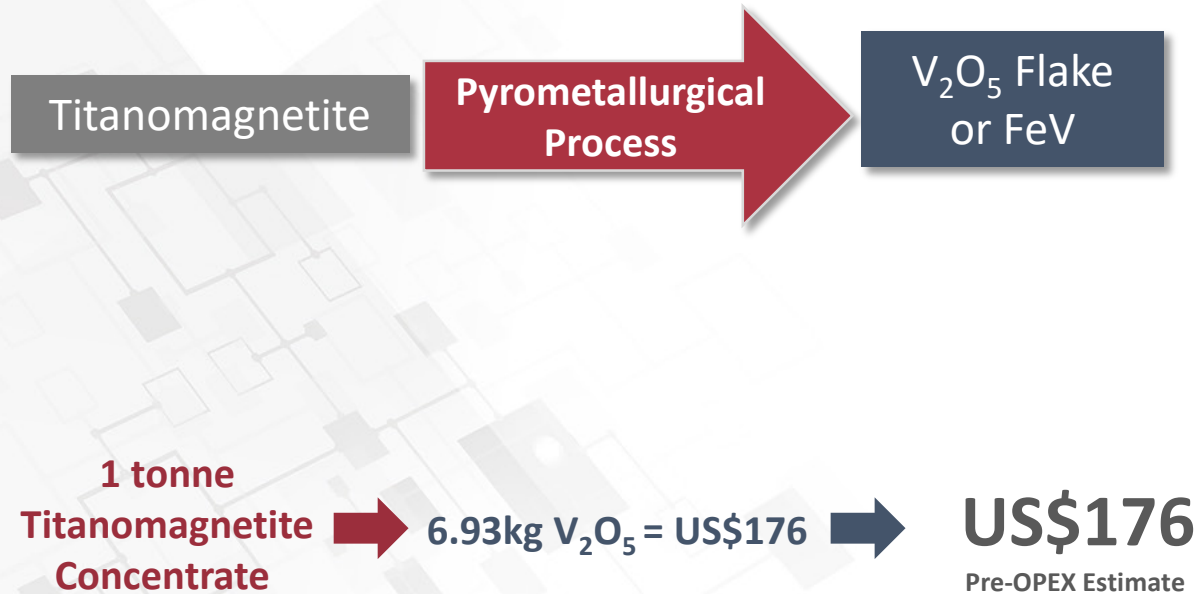 Titanomagnetite
Pyrometallurgical
Process
V₂O₅ Flake
or FeV
1 tonne
Titanomagnetite
Concentrate
6.93kg V₂O₅ = US$176
US$176
Pre-OPEX Estimate